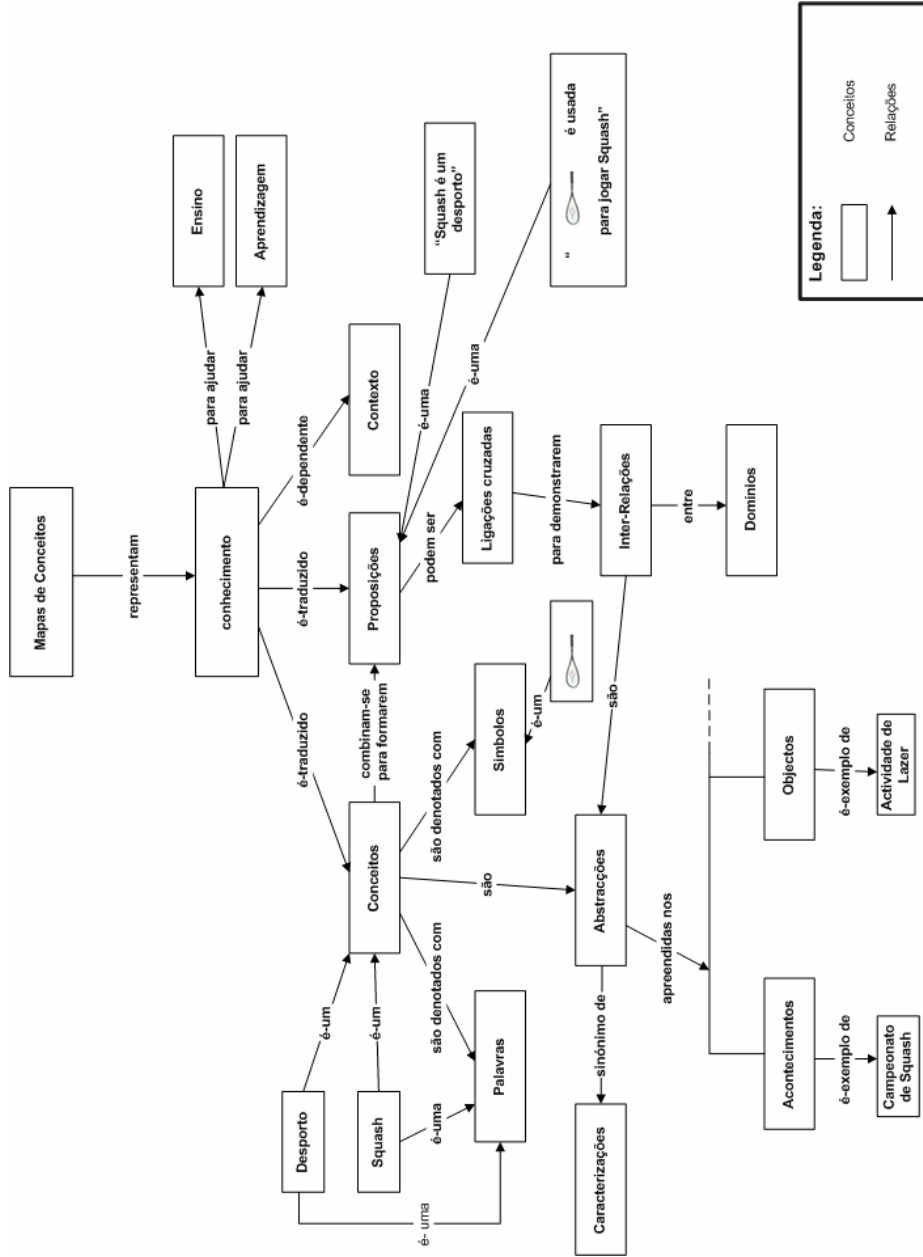 Mapas de Conceitos
representam
conhecimento
para ajudar
para ajudar
Ensino
Aprendizagem
é-traduzido
é-traduzido
é-dependente
Contexto
Desporto
é-um
Squash
é-um
Conceitos
combinam-se
para formarem
Proposições
é-uma
“Squash é um
desporto”
é-uma
“ é usada
para jogar Squash”
é- uma
é-uma
são denotados com
são denotados com
são
podem ser
Palavras
Simbolos
é-um
Ligações cruzadas
para demonstrarem
Inter-Relações
são
entre
Dominios
Caracterizações
sinónimo de
Abstracções
apreendidas nos
Acontecimentos
Objectos
é-exemplo de
é-exemplo de
Campeonato
de Squash
Actividade de
Lazer
Legenda:
Conceitos
Relações